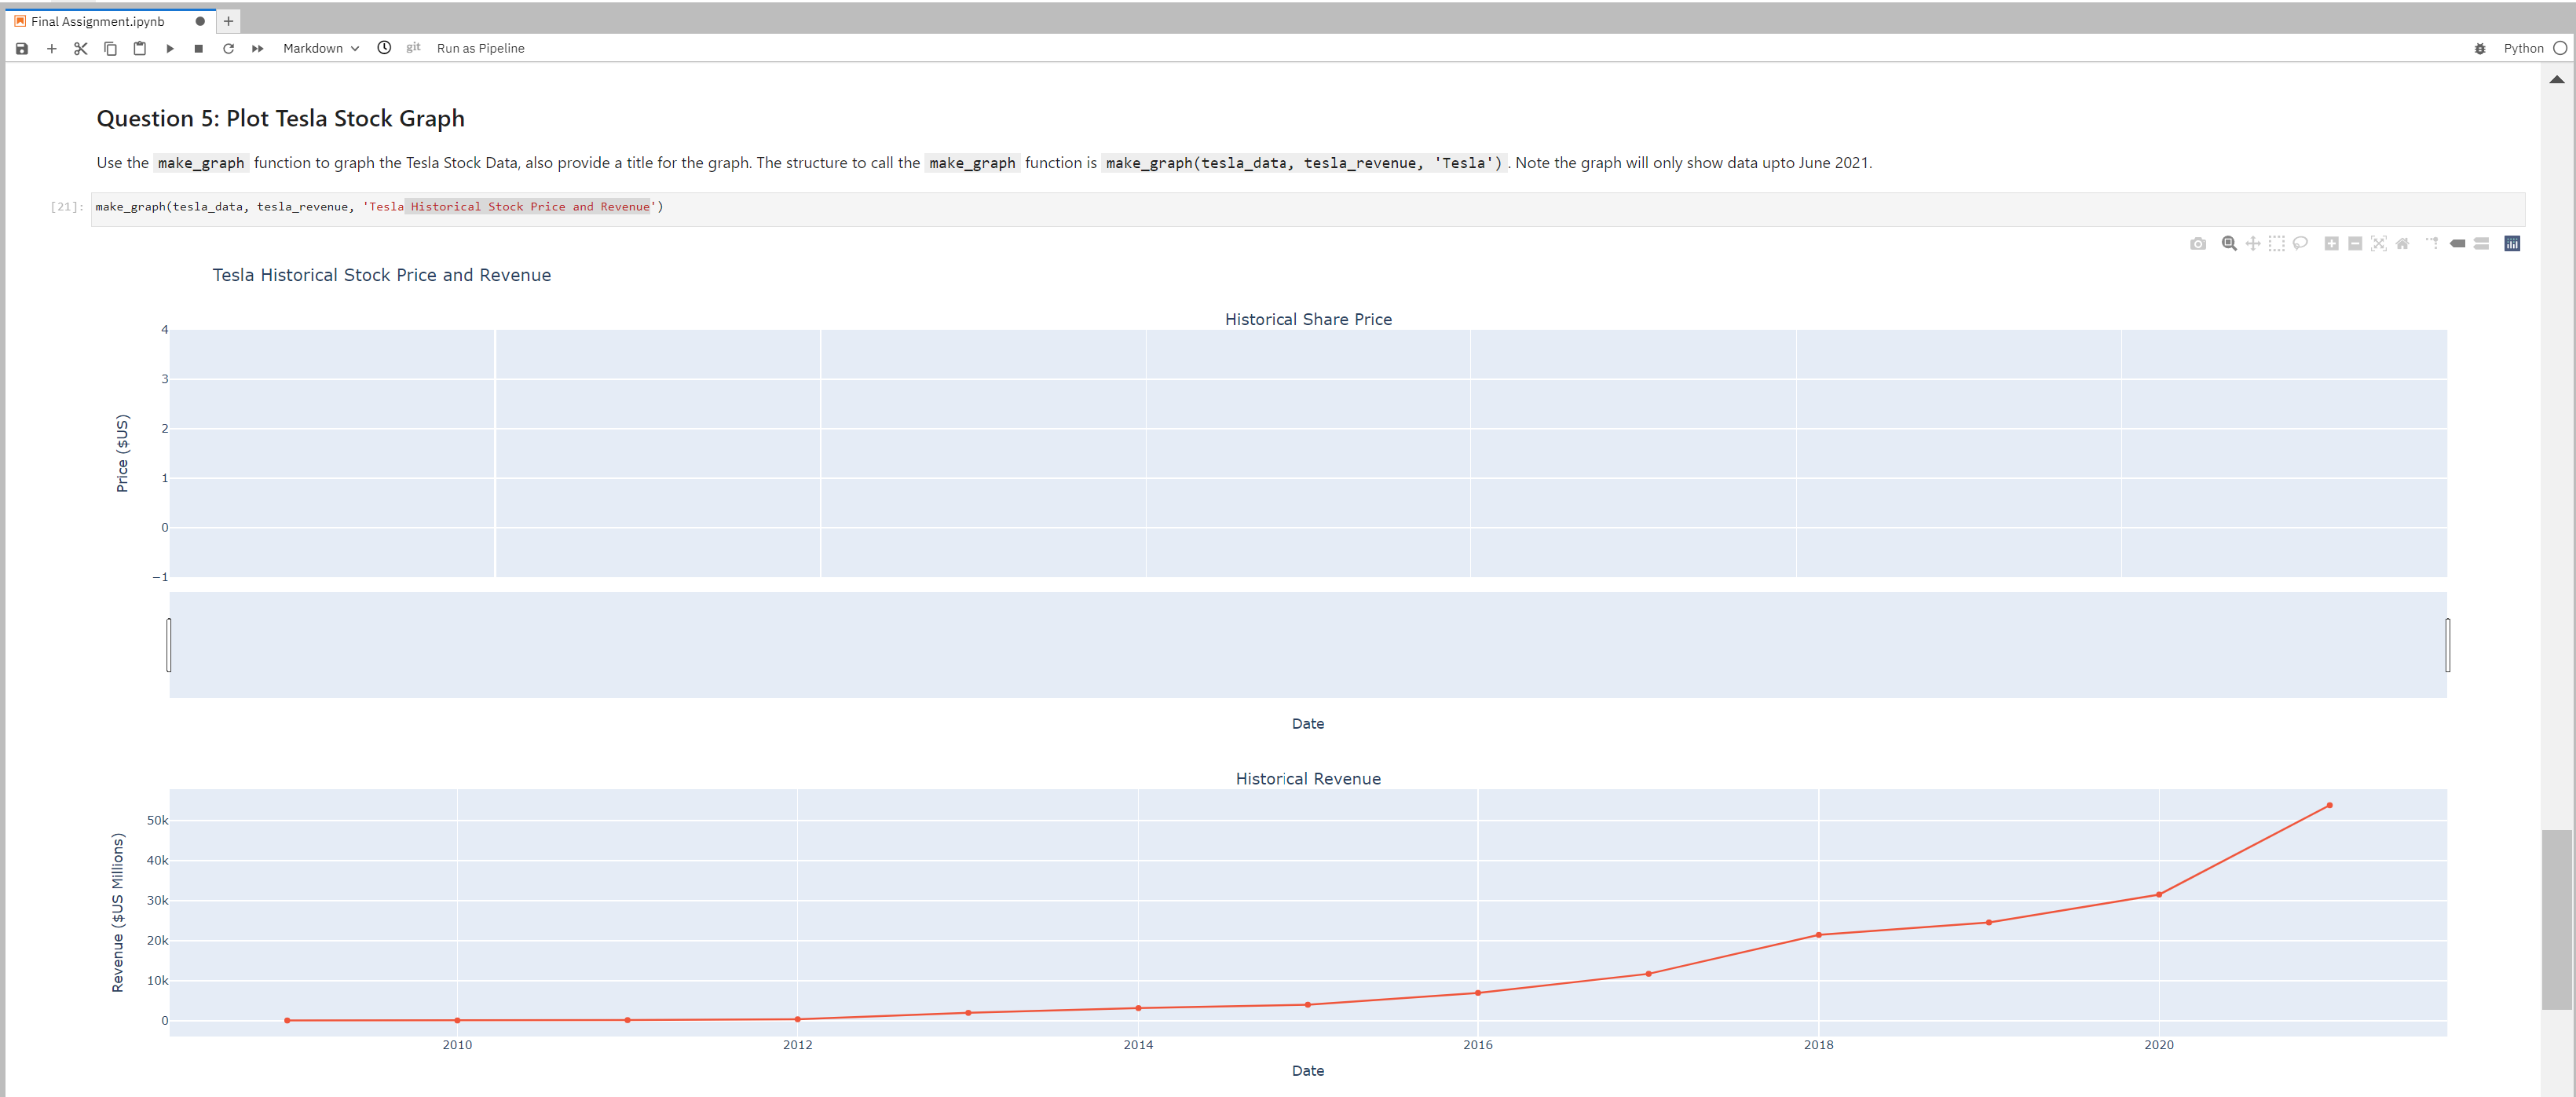 Final Assignment.ipynb
Markdown git Run as Pipeline Python
Question 5: Plot Tesla Stock Graph
Use the make_graph function to graph the Tesla Stock Data, also provide a title for the graph. The structure to call the make_graph function is make_graph(tesla_data, tesla_revenue, 'Tesla'). Note the graph will only show data upto June 2021.
[21]: make_graph(tesla_data, tesla_revenue, 'Tesla Historical Stock Price and Revenue')
Tesla Historical Stock Price and Revenue
Historical Share Price
4
3
2
1
0
−1
Price ($US)
Date
Historical Revenue
50k
40k
30k
20k
10k
0
Revenue ($US Millions)
2010 2012 2014 2016 2018 2020
Date